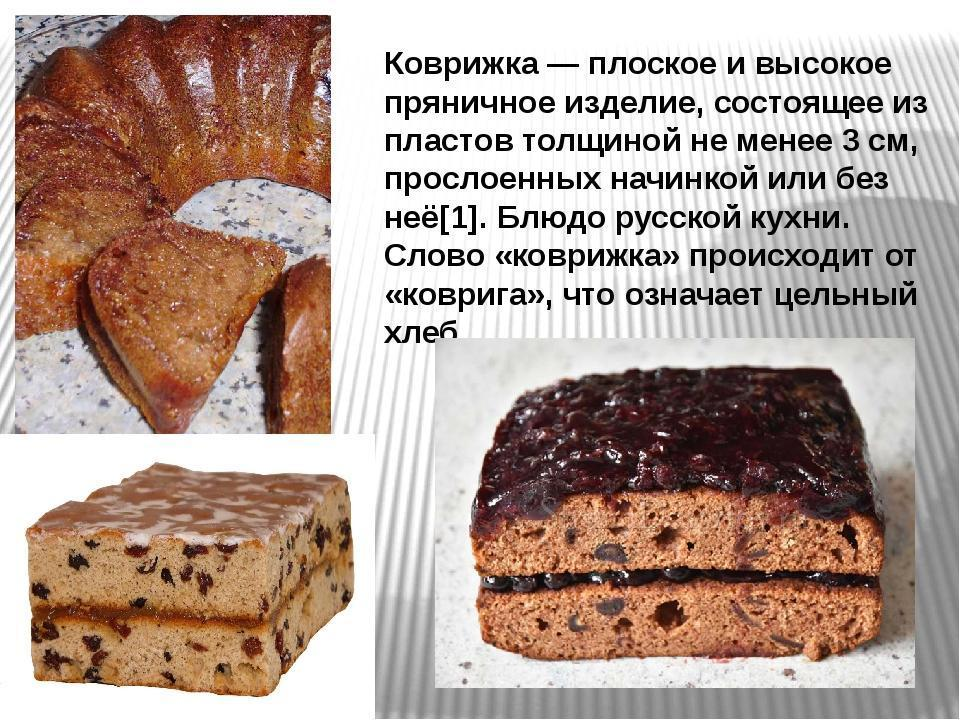 Коврижка — плоское и высокое
пряничное изделие, состоящее из
пластов толщиной не менее 3 см,
прослоенных начинкой или без
неё[1]. Блюдо русской кухни.
Слово «коврижка» происходит от
«коврига», что означает цельный
хлеб